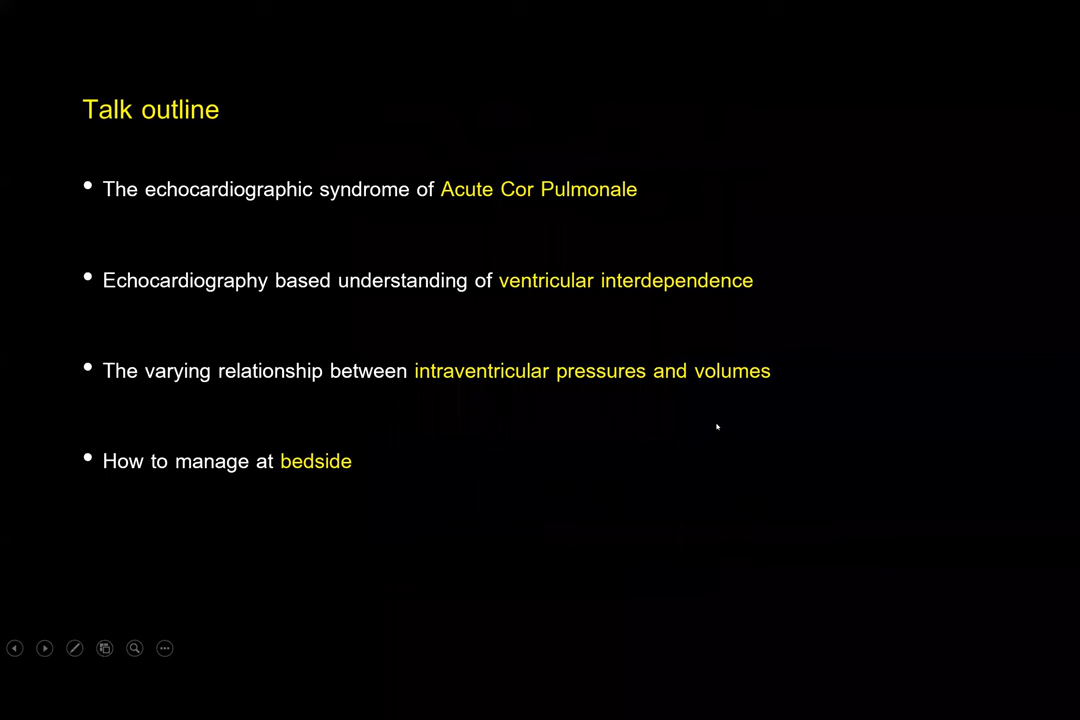 Talk outline
• The echocardiographic syndrome of Acute Cor Pulmonale
• Echocardiography based understanding of ventricular interdependence
• The varying relationship between intraventricular pressures and volumes
• How to manage at bedside